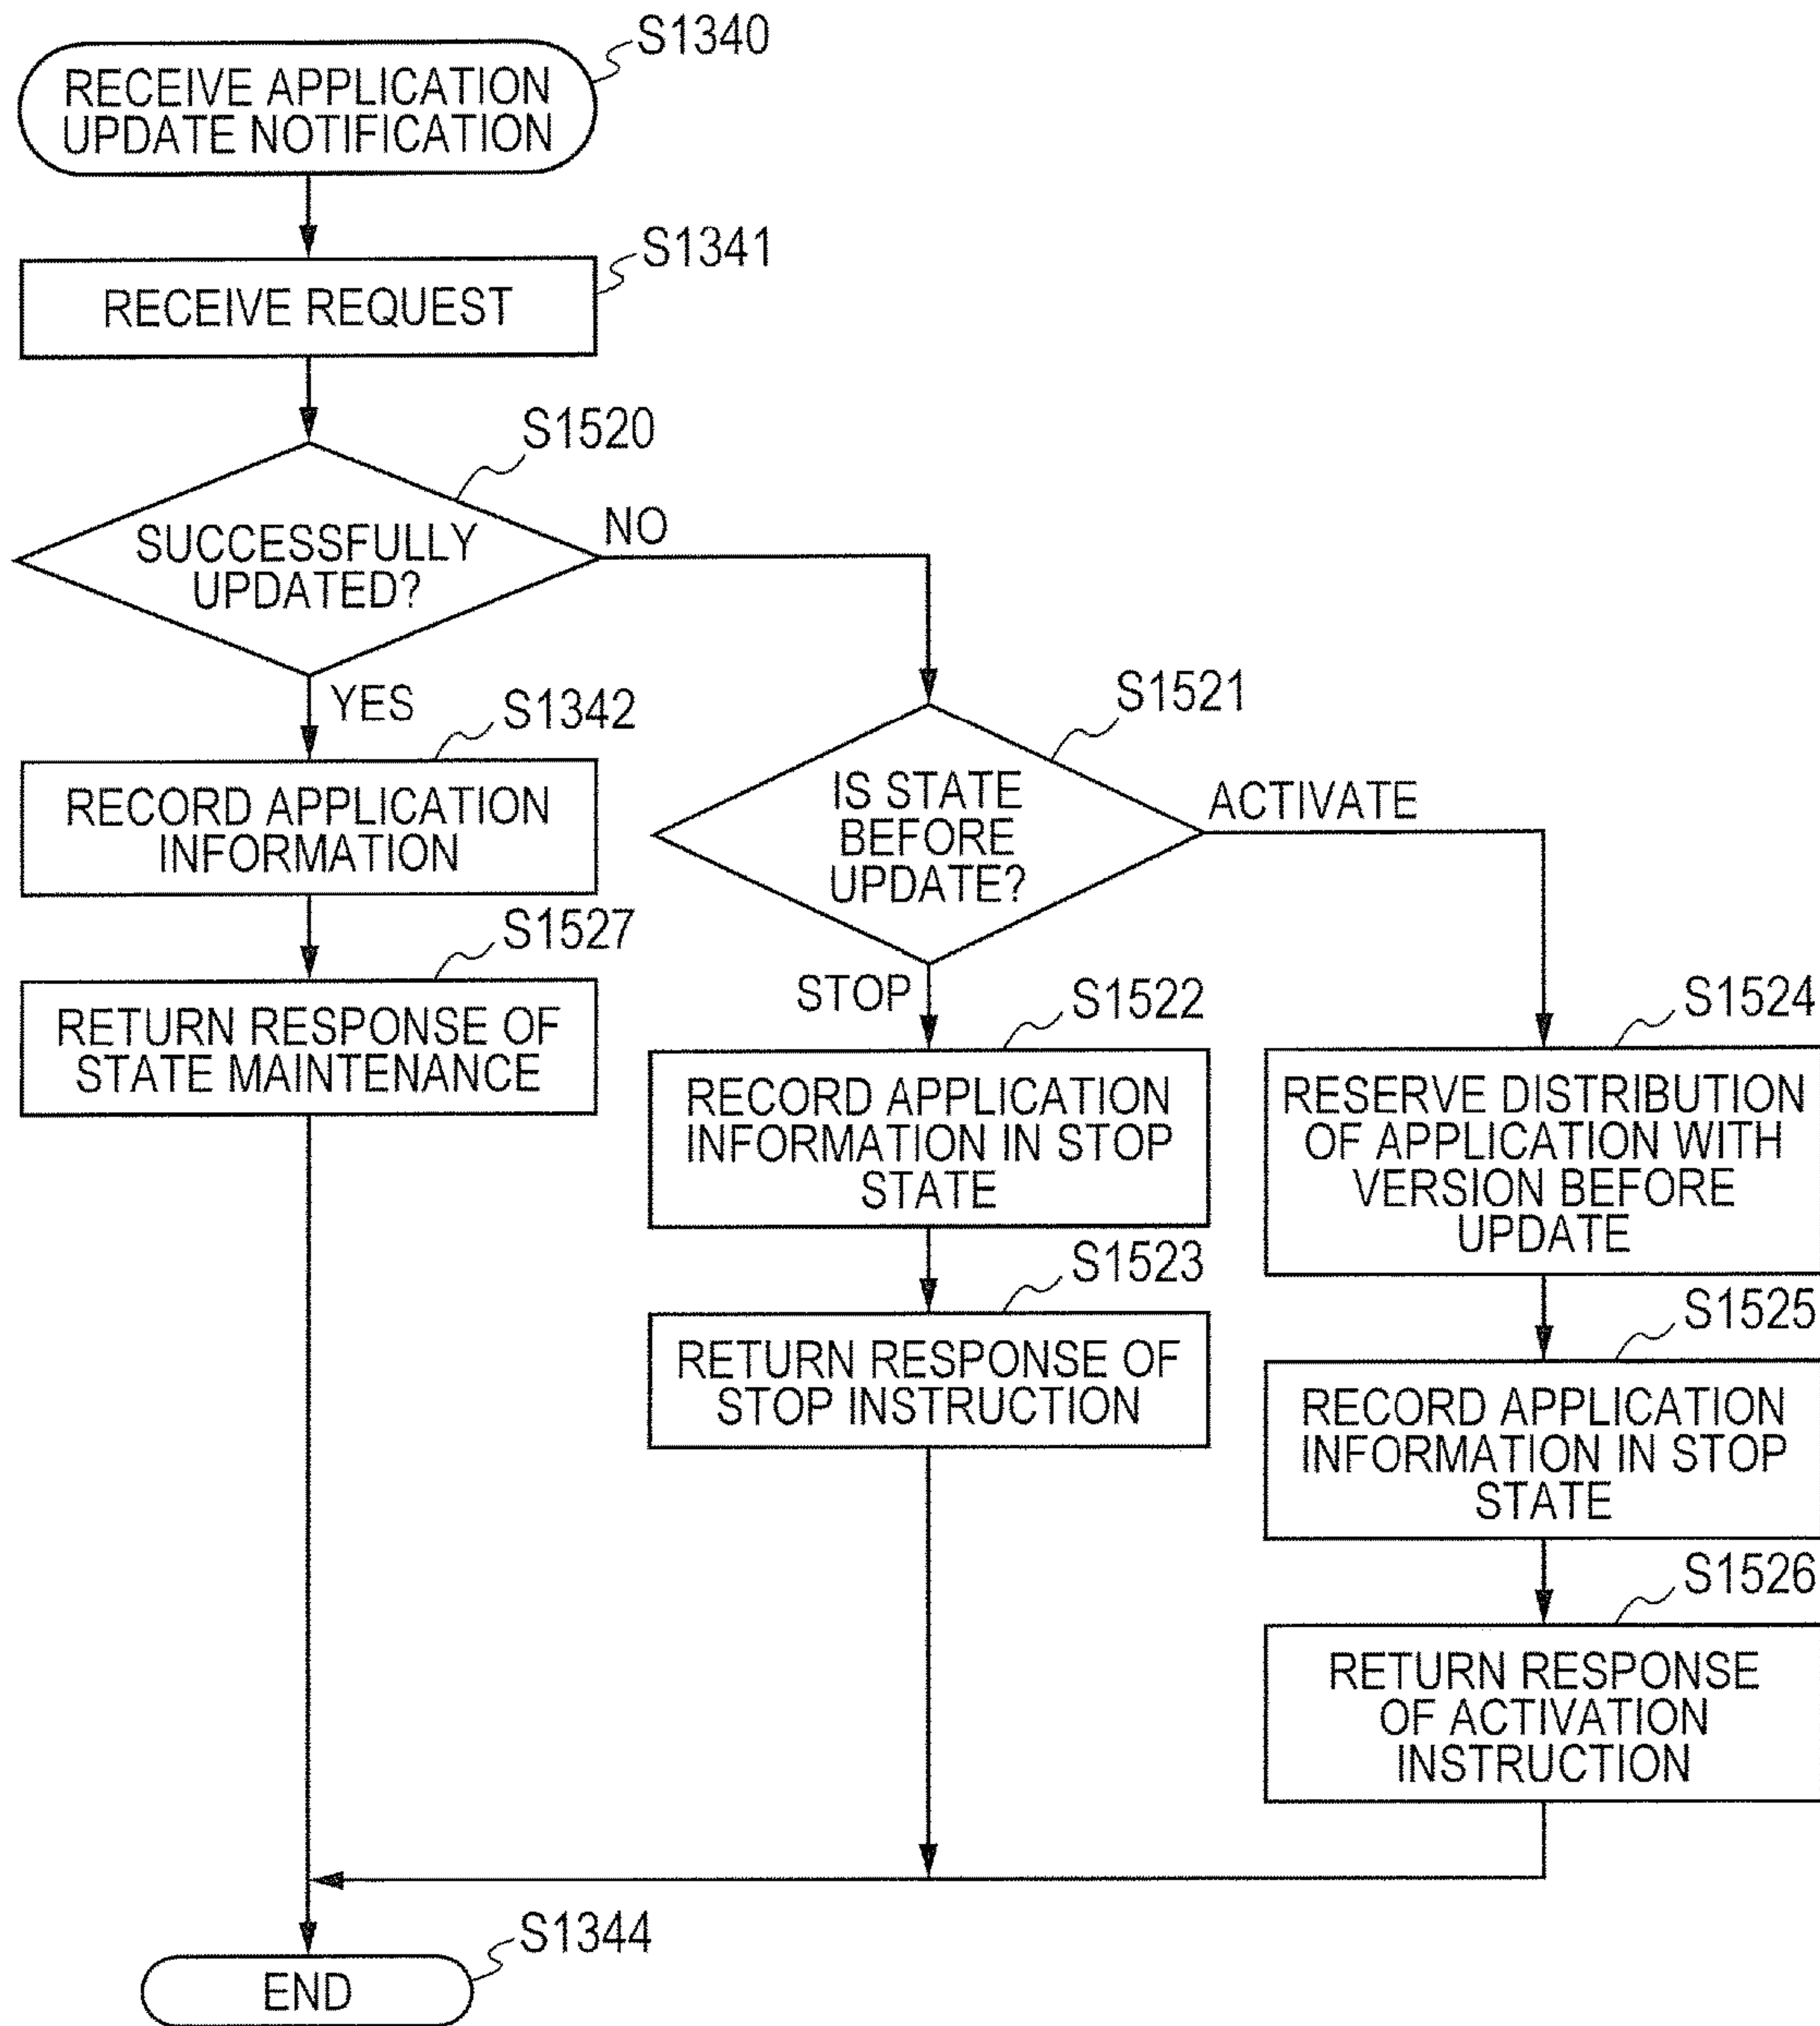 S1340
RECEIVE APPLICATION
UPDATE NOTIFICATION
S1341
RECEIVE REQUEST
S1520
SUCCESSFULLY
UPDATED?
NO
YES
S1342
RECORD APPLICATION
INFORMATION
S1527
RETURN RESPONSE OF
STATE MAINTENANCE
S1521
IS STATE
BEFORE
UPDATE?
ACTIVATE
STOP
S1522
RECORD APPLICATION
INFORMATION IN STOP
STATE
S1523
RETURN RESPONSE OF
STOP INSTRUCTION
S1524
RESERVE DISTRIBUTION
OF APPLICATION WITH
VERSION BEFORE
UPDATE
S1525
RECORD APPLICATION
INFORMATION IN STOP
STATE
S1526
RETURN RESPONSE
OF ACTIVATION
INSTRUCTION
S1344
END